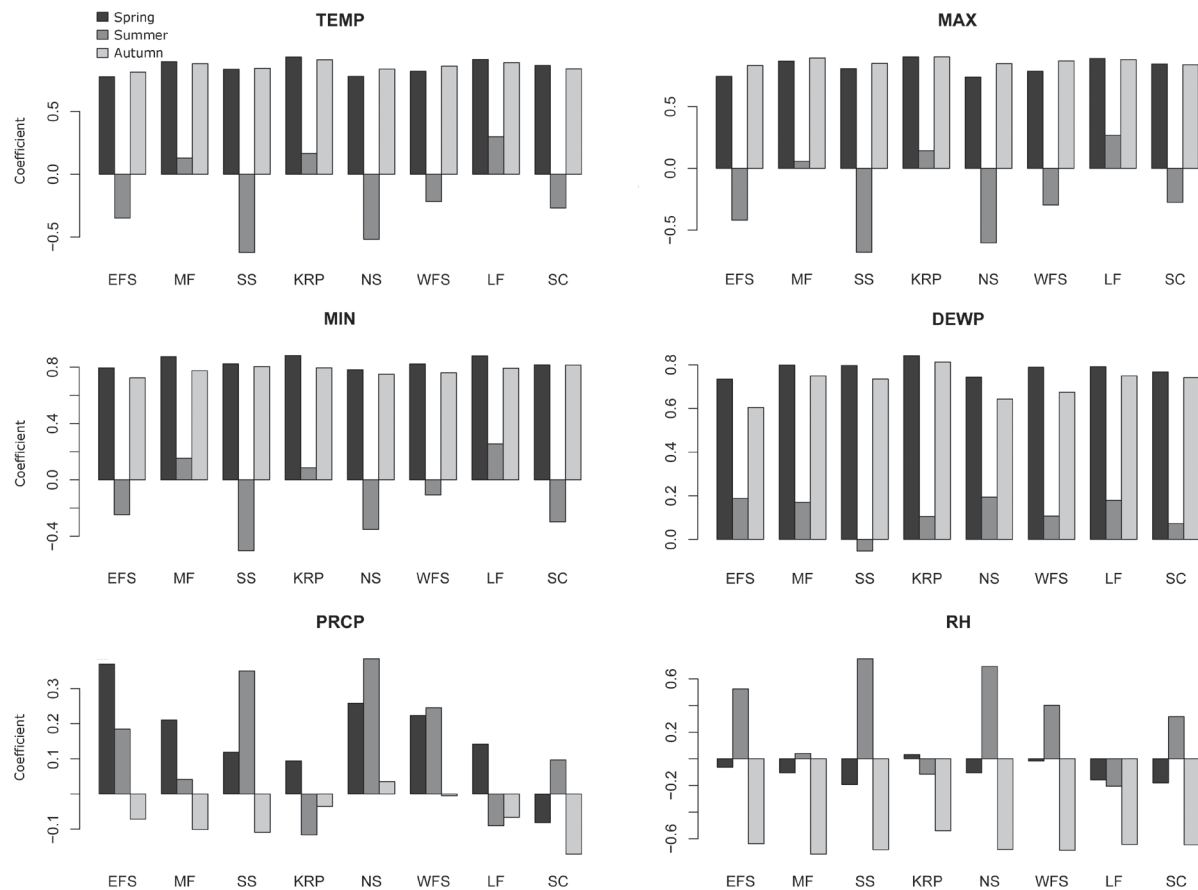 TEMP
MAX
Spring
Summer
Autumn
Coefficient
0.5
0.0
−0.5
0.5
0.0
−0.5
EFS MF SS KRP NS WFS LF SC
EFS MF SS KRP NS WFS LF SC
MIN
DEWP
Coefficient
0.8
0.4
0.0
−0.4
0.8
0.6
0.4
0.2
0.0
EFS MF SS KRP NS WFS LF SC
EFS MF SS KRP NS WFS LF SC
PRCP
RH
Coefficient
0.3
0.1
−0.1
0.6
0.2
−0.2
−0.6
EFS MF SS KRP NS WFS LF SC
EFS MF SS KRP NS WFS LF SC